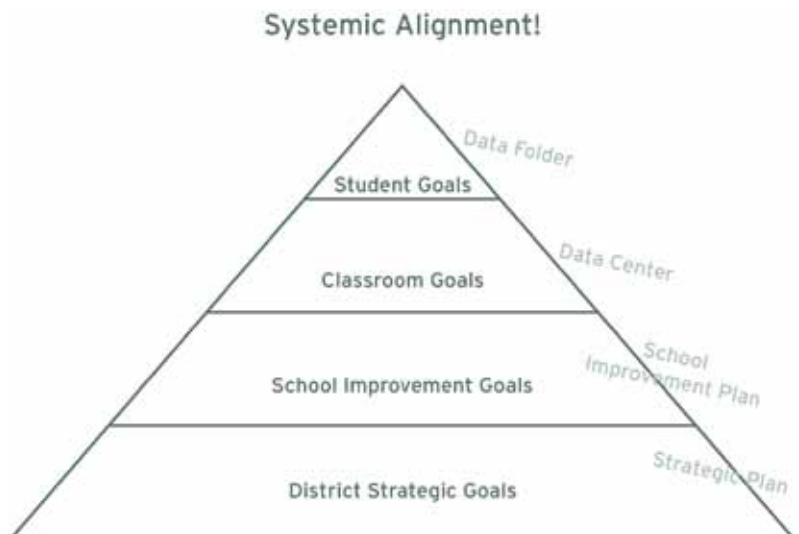 Systemic Alignment!
Data Folder
Student Goals
Data Center
Classroom Goals
School
Improvement Plan
School Improvement Goals
Strategic Plan
District Strategic Goals